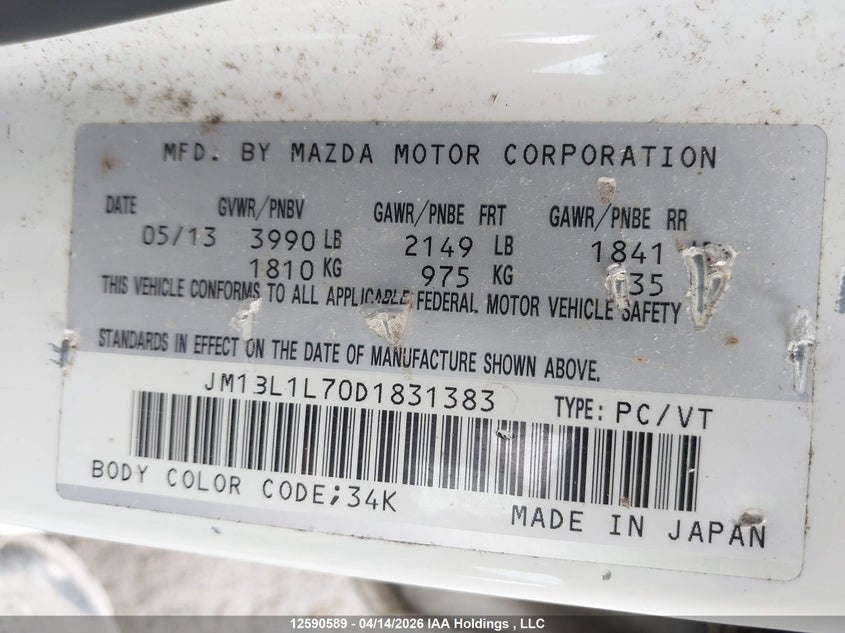 MFD. BY MAZDA MOTOR CORPORATION
DATE GVWR/PNBV GAWR/PNBE FRT GAWR/PNBE RR
05/13 3990 LB 2149 LB 1841
1810 KG 975 KG 35
THIS VEHICLE CONFORMS TO ALL APPLICABLE FEDERAL MOTOR VEHICLE SAFETY
STANDARDS IN EFFECT ON THE DATE OF MANUFACTURE SHOWN ABOVE.
JM1BL1L70D1831383 TYPE: PC/VT
BODY COLOR CODE;34K
MADE IN JAPAN
12590589 - 04/14/2026 IAA Holdings , LLC